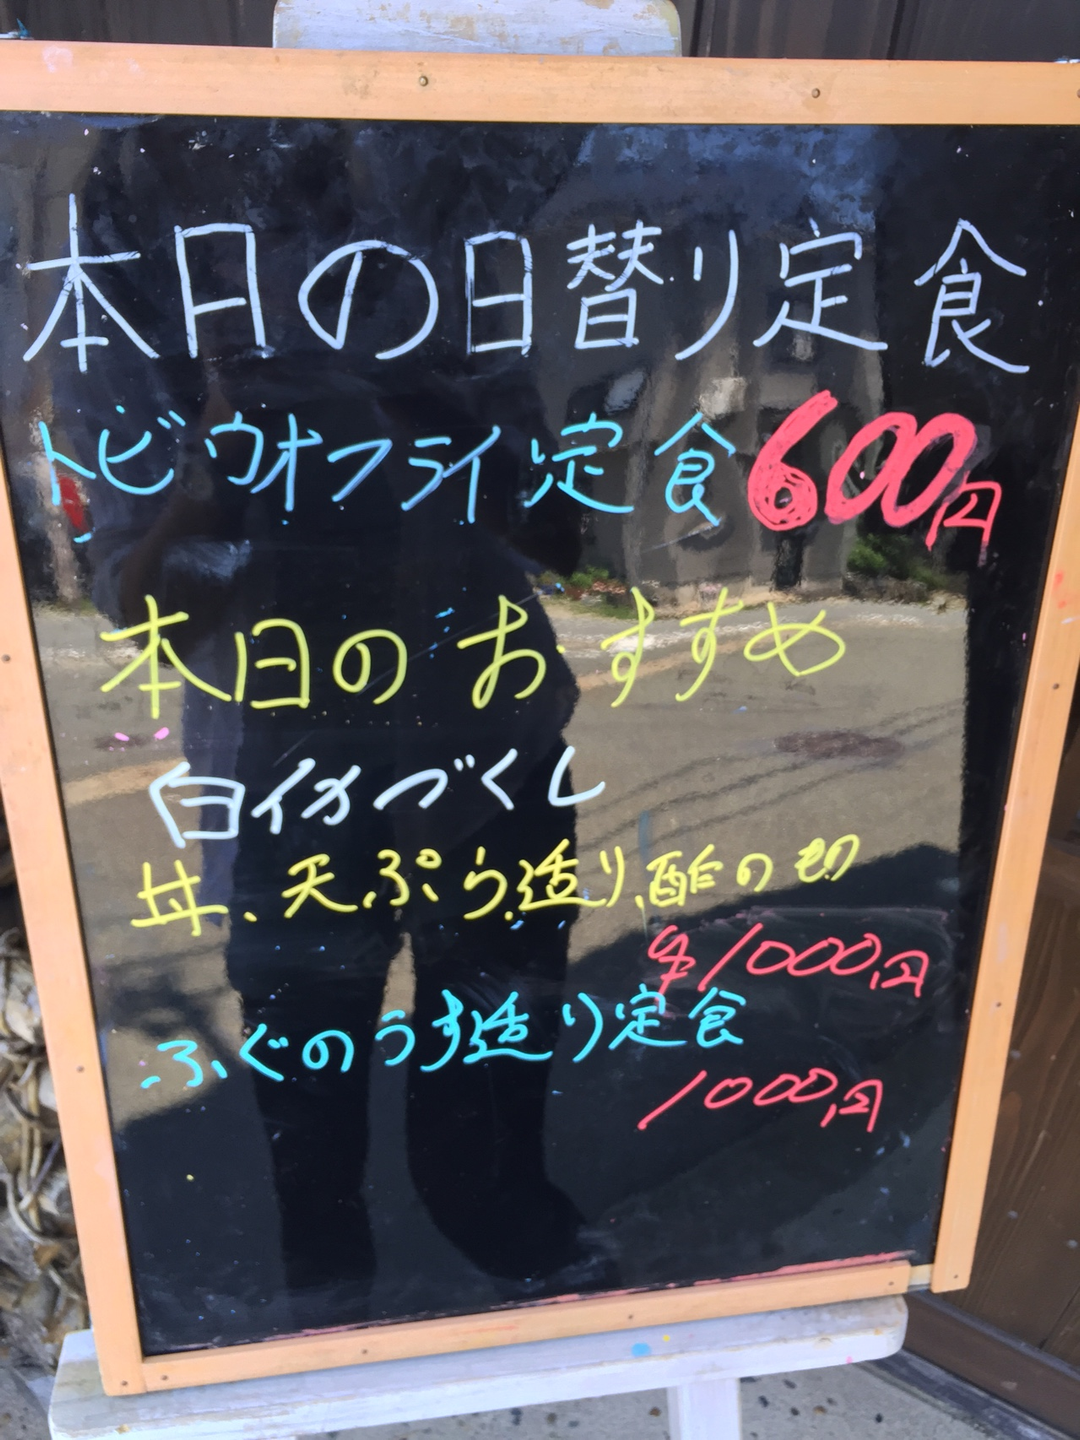 本日の日替り定食
トビウオフライ定食600円
本日のおすすめ
白イカづくし
丼、天ぷら、造り、酢の物
1000円
ふぐのうす造り定食
1000円